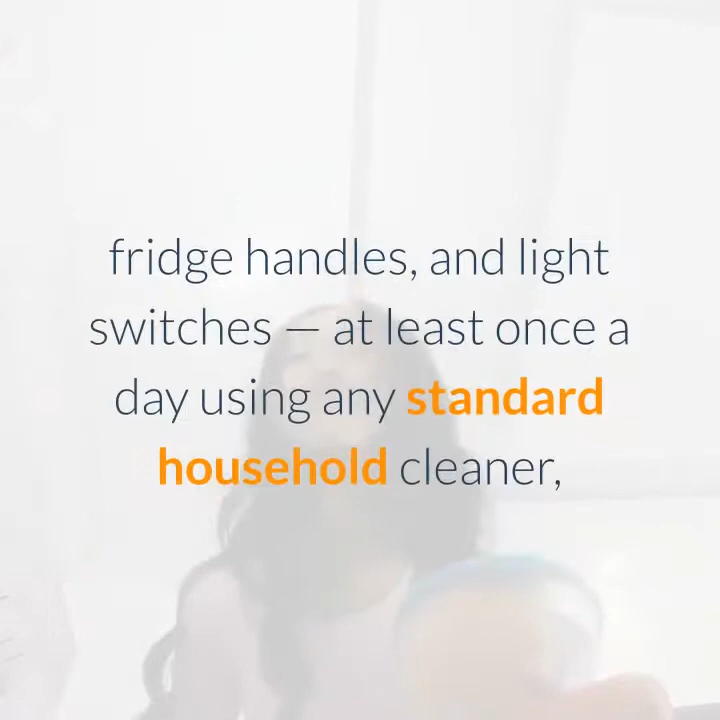 fridge handles, and light
switches — at least once a
day using any standard
household cleaner,